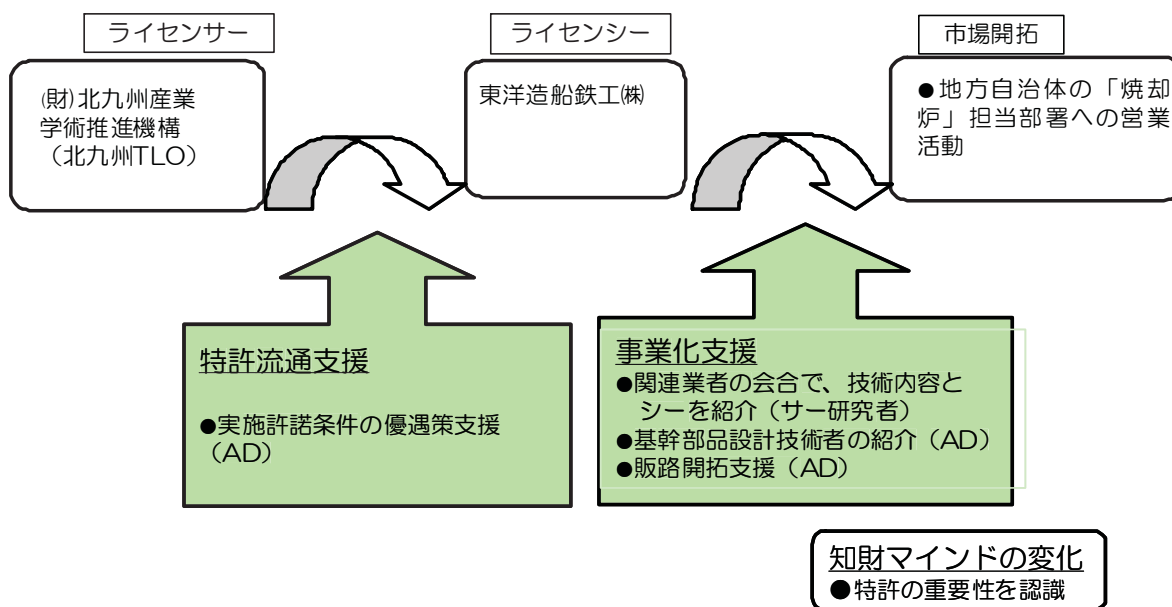 ライセンサー
ライセンシー
市場開拓
(財)北九州産業
学術推進機構
（北九州TLO）
東洋造船鉄工㈱
●地方自治体の「焼却
炉」担当部署への営業
活動
特許流通支援
●実施許諾条件の優遇策支援
（AD）
事業化支援
●関連業者の会合で、技術内容と
シーを紹介（サー研究者）
●基幹部品設計技術者の紹介（AD）
●販路開拓支援（AD）
知財マインドの変化
●特許の重要性を認識